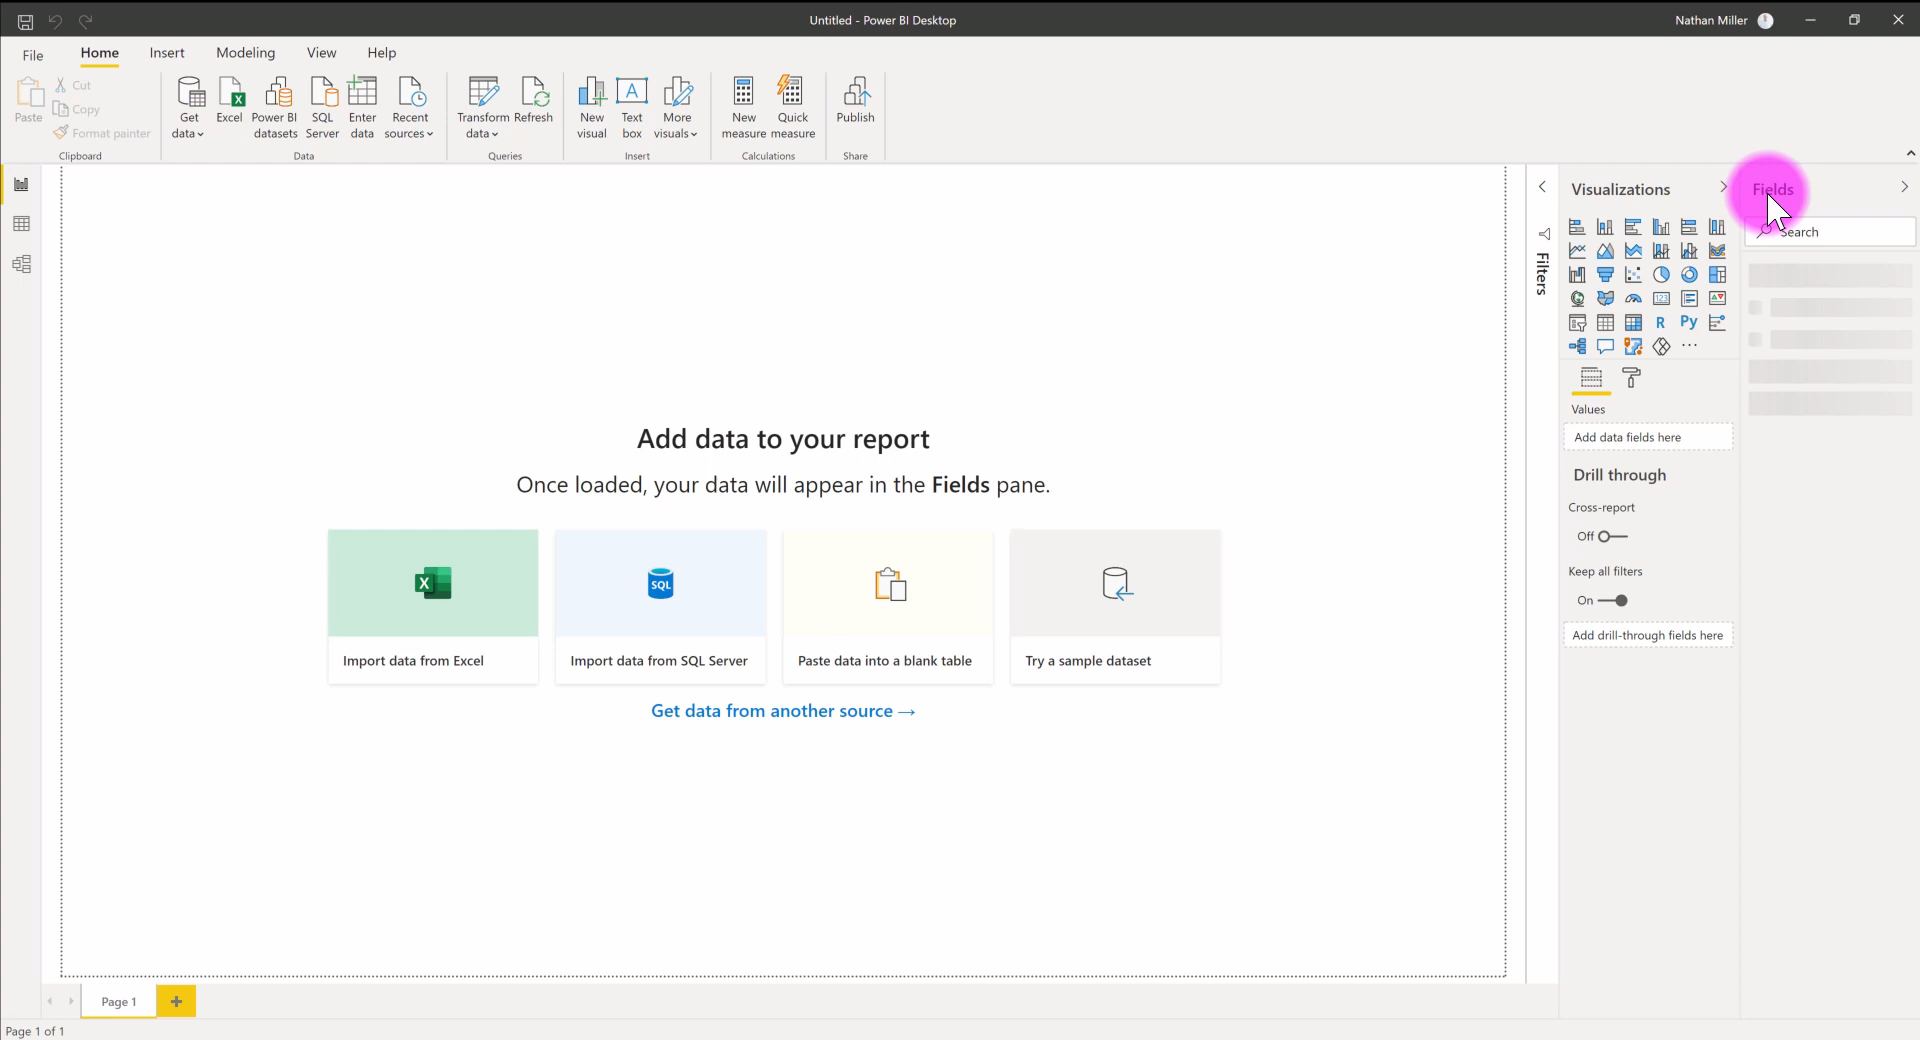 Untitled - Power BI Desktop
Nathan Miller
File
Home
Insert
Modeling
View
Help
Paste
Cut
Copy
Format painter
Clipboard
Get data
Excel
Power BI datasets
SQL Server
Enter data
Recent sources
Data
Transform data
Refresh
Queries
New visual
Text box
More visuals
Insert
New measure
Quick measure
Calculations
Publish
Share
Filters
Visualizations
Fields
Search
123
R
Py
Values
Add data fields here
Drill through
Cross-report
Off
Keep all filters
On
Add drill-through fields here
Add data to your report
Once loaded, your data will appear in the Fields pane.
SQL
Import data from Excel
Import data from SQL Server
Paste data into a blank table
Try a sample dataset
Get data from another source →
Page 1
Page 1 of 1